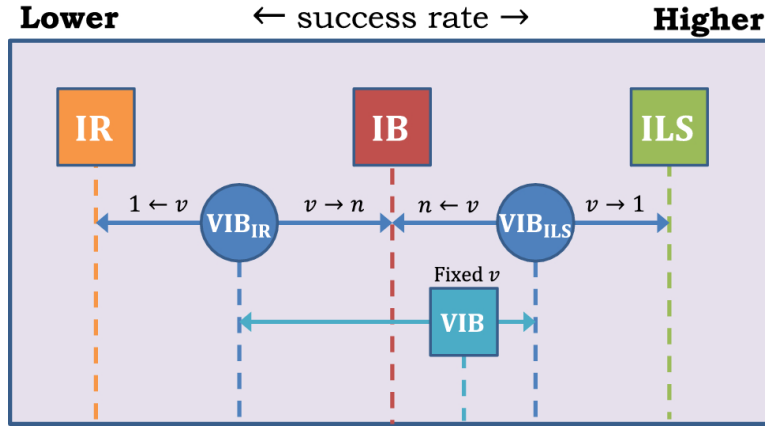 Lower ← success rate → Higher
IR IB ILS
1 ← v v → n n ← v v → 1
VIB_IR VIB_ILS
Fixed v
VIB